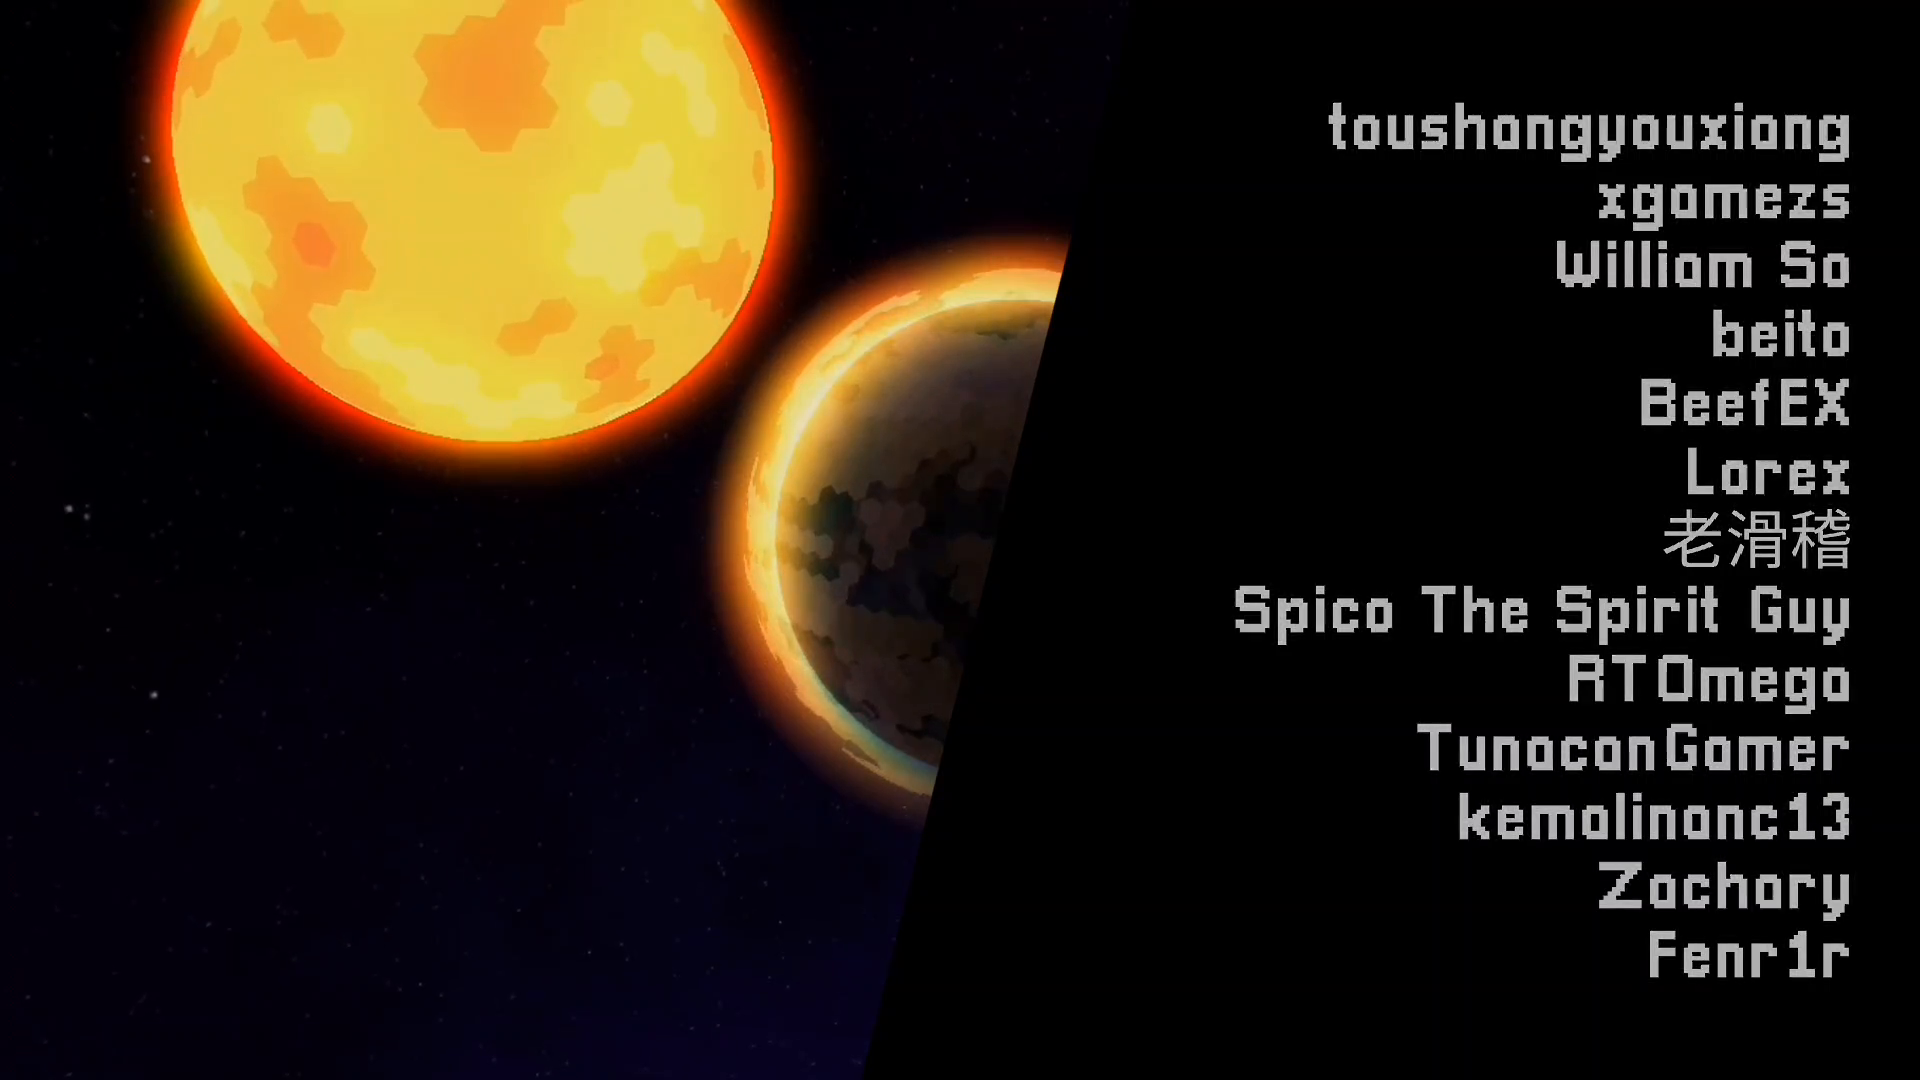 toushangyouxiang
xgamezs
William So
beito
BeefEX
Lorex
老滑稽
Spico The Spirit Guy
RTOmega
TunacanGamer
kemalinanc13
Zachary
Fenr1r